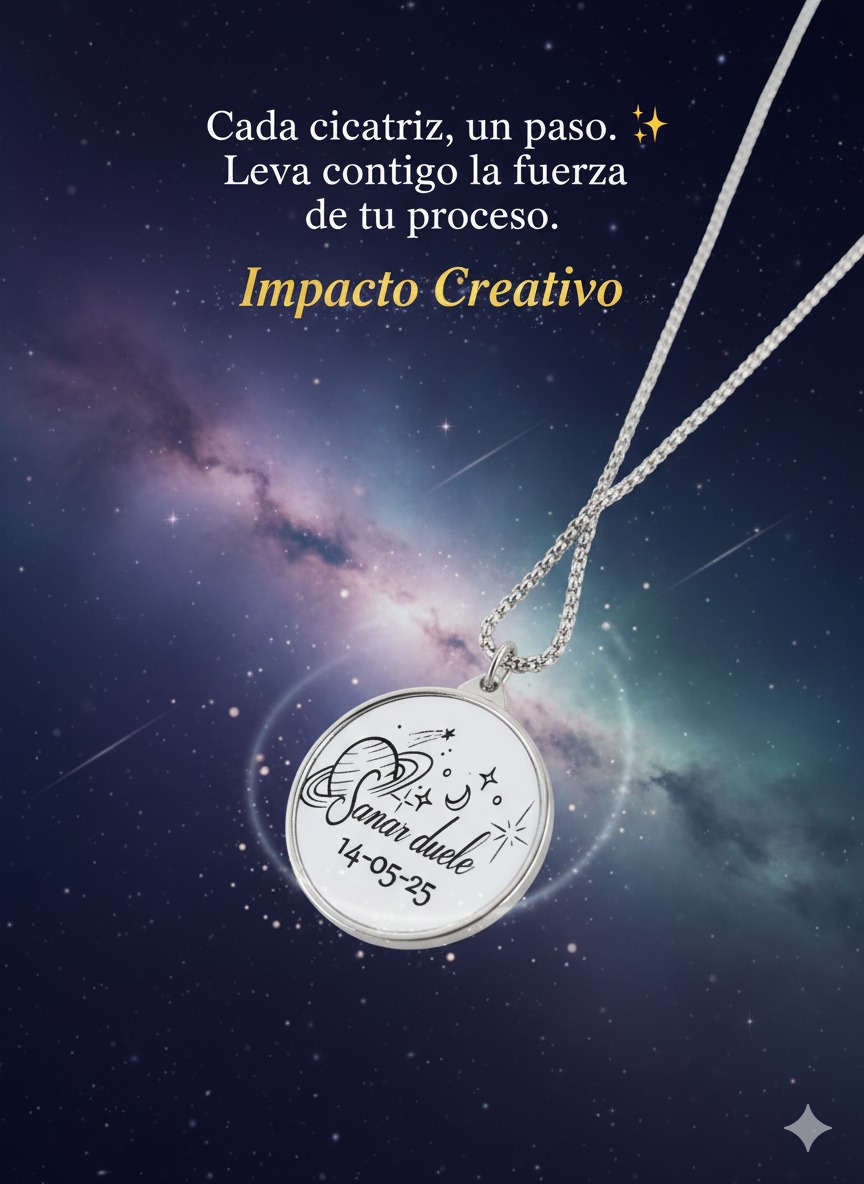 Cada cicatriz, un paso. ✨
Leva contigo la fuerza
de tu proceso.
Impacto Creativo
Sanar duele
14-05-25